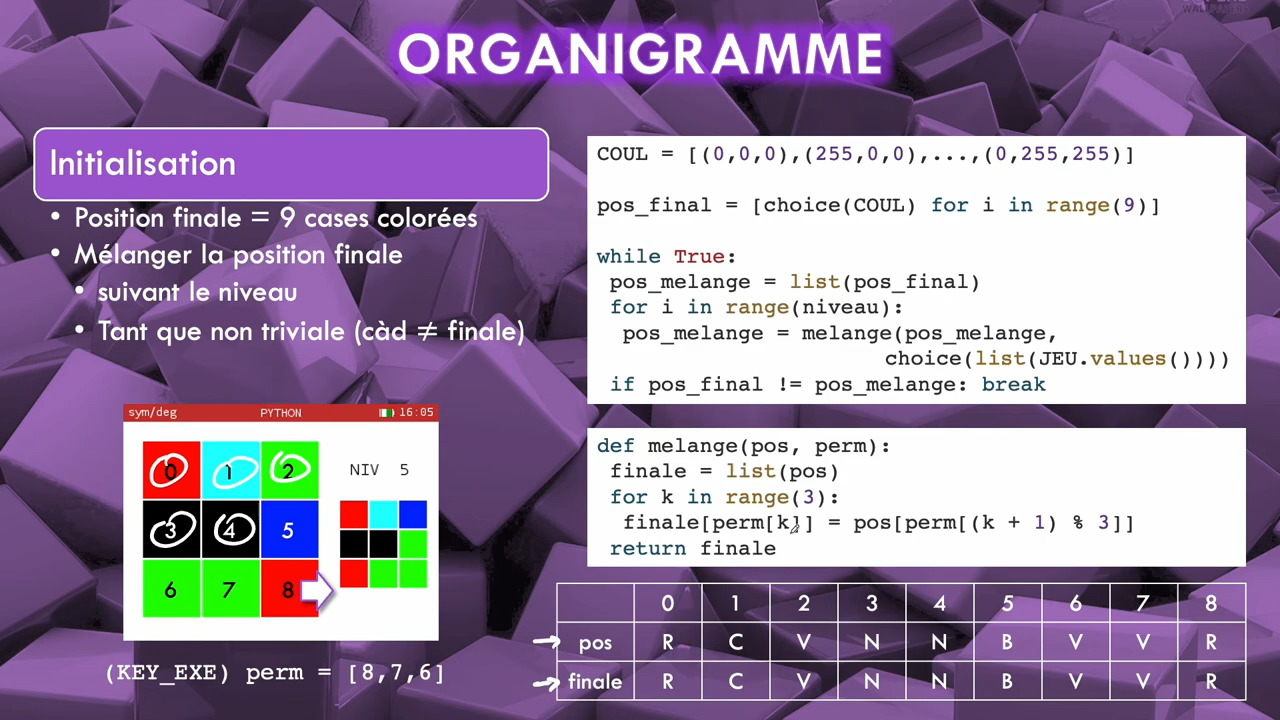 ORGANIGRAMME
Initialisation
• Position finale = 9 cases colorées
• Mélanger la position finale
• suivant le niveau
• Tant que non triviale (càd ≠ finale)
sym/deg PYTHON 16:05
0 1 2
3 4 5
6 7 8
NIV 5
(KEY_EXE) perm = [8,7,6]
COUL = [(0,0,0),(255,0,0),...,(0,255,255)]
pos_final = [choice(COUL) for i in range(9)]
while True:
pos_melange = list(pos_final)
for i in range(niveau):
pos_melange = melange(pos_melange,
choice(list(JEU.values())))
if pos_final != pos_melange: break
def melange(pos, perm):
finale = list(pos)
for k in range(3):
finale[perm[k]] = pos[perm[(k + 1) % 3]]
return finale
0 1 2 3 4 5 6 7 8
pos R C V N N B V V R
finale R C V N N B V V R